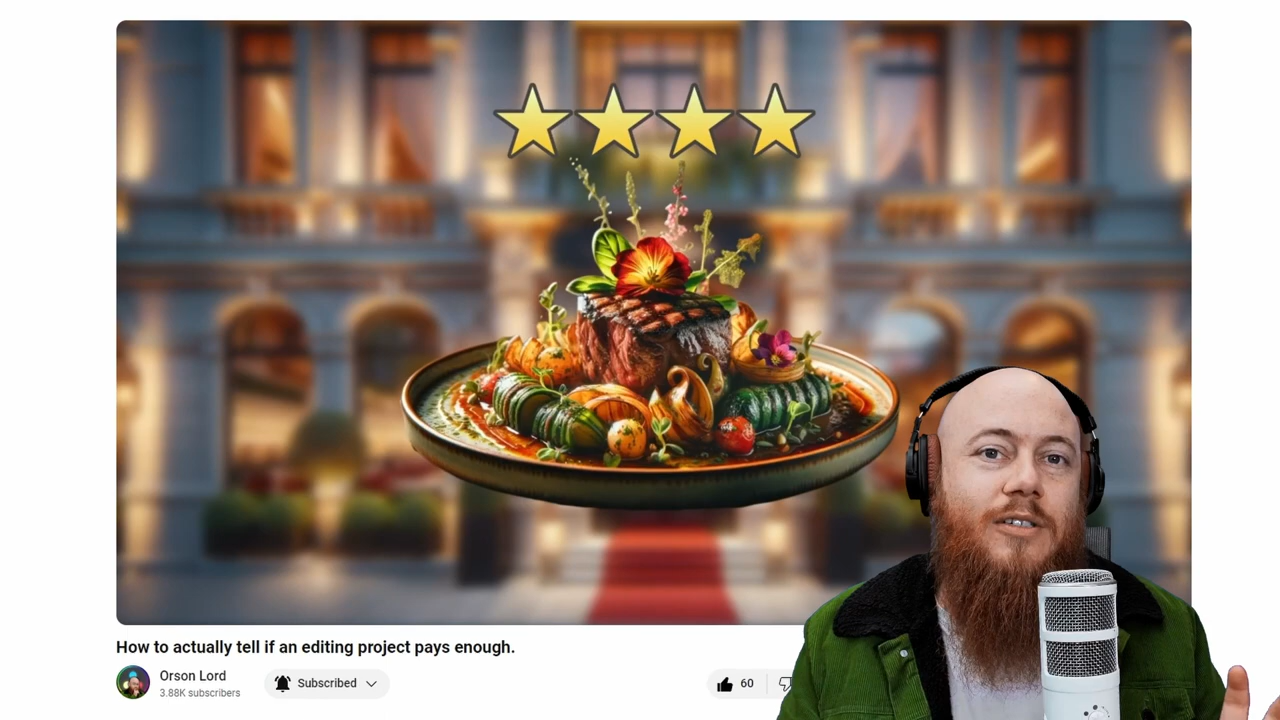 How to actually tell if an editing project pays enough.
Orson Lord
3.88K subscribers
Subscribed
60